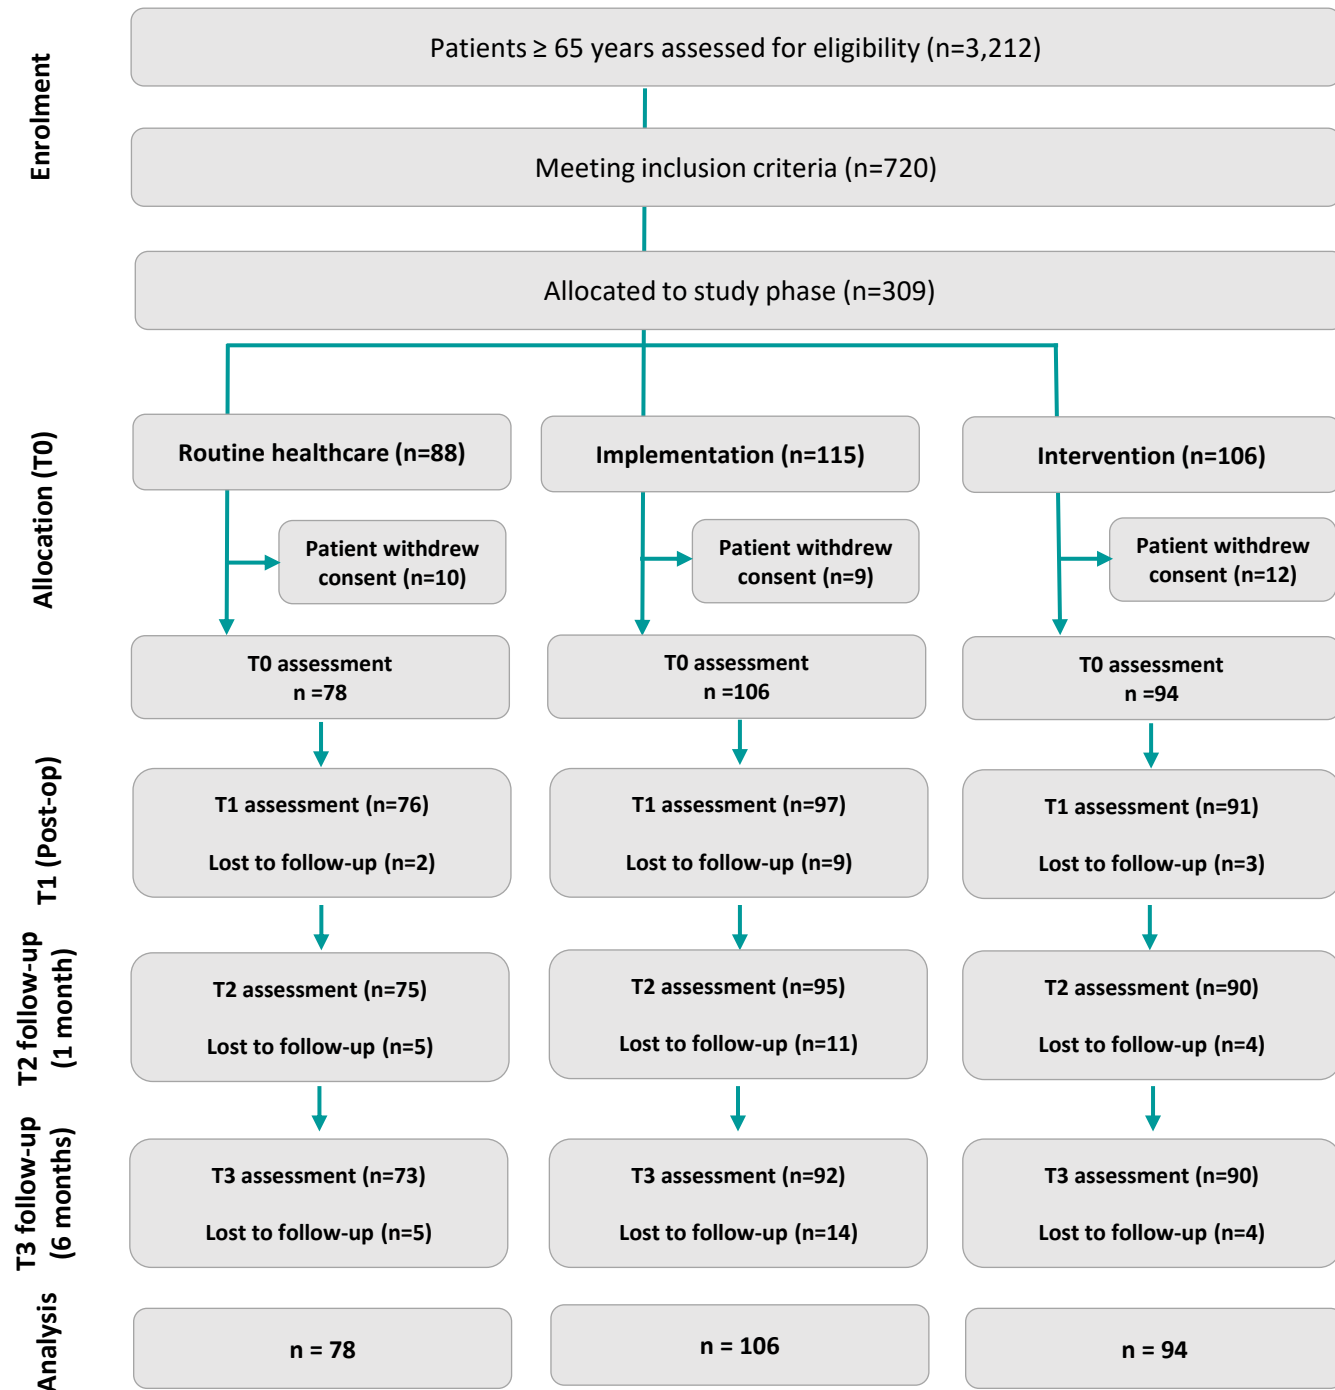 Enrolment
Patients ≥ 65 years assessed for eligibility (n=3,212)
Meeting inclusion criteria (n=720)
Allocated to study phase (n=309)
Allocation (T0)
Routine healthcare (n=88)
Implementation (n=115)
Intervention (n=106)
Patient withdrew
consent (n=10)
Patient withdrew
consent (n=9)
Patient withdrew
consent (n=12)
T0 assessment
n =78
T0 assessment
n =106
T0 assessment
n =94
T1 (Post-op)
T1 assessment (n=76)
Lost to follow-up (n=2)
T1 assessment (n=97)
Lost to follow-up (n=9)
T1 assessment (n=91)
Lost to follow-up (n=3)
T2 follow-up
(1 month)
T2 assessment (n=75)
Lost to follow-up (n=5)
T2 assessment (n=95)
Lost to follow-up (n=11)
T2 assessment (n=90)
Lost to follow-up (n=4)
T3 follow-up
(6 months)
T3 assessment (n=73)
Lost to follow-up (n=5)
T3 assessment (n=92)
Lost to follow-up (n=14)
T3 assessment (n=90)
Lost to follow-up (n=4)
Analysis
n = 78
n = 106
n = 94